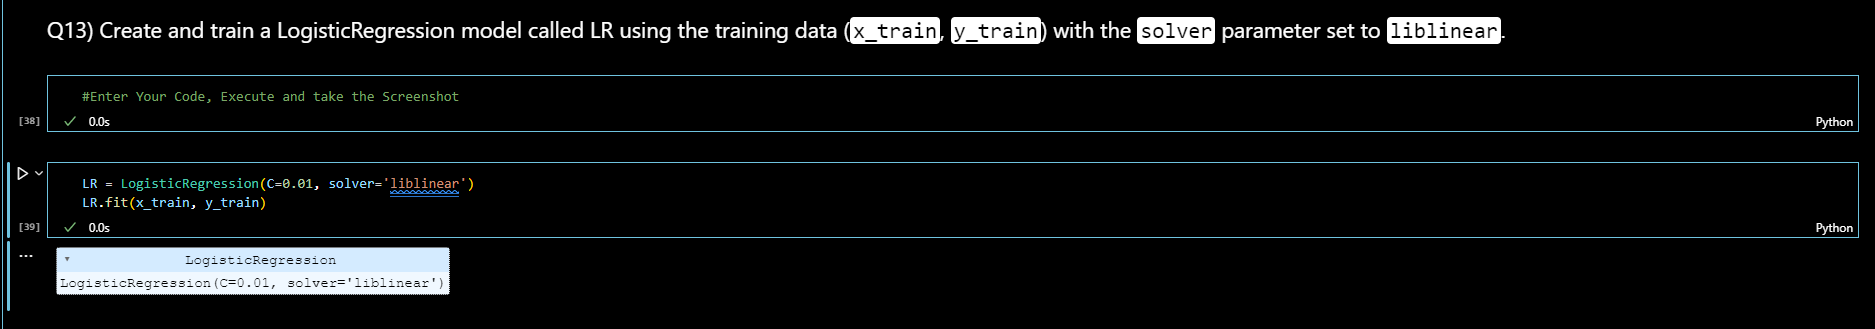 Q13) Create and train a LogisticRegression model called LR using the training data (x_train, y_train) with the solver parameter set to liblinear.
#Enter Your Code, Execute and take the Screenshot
[38] 0.0s Python
LR = LogisticRegression(C=0.01, solver='liblinear')
LR.fit(x_train, y_train)
[39] 0.0s Python
...
LogisticRegression
LogisticRegression(C=0.01, solver='liblinear')